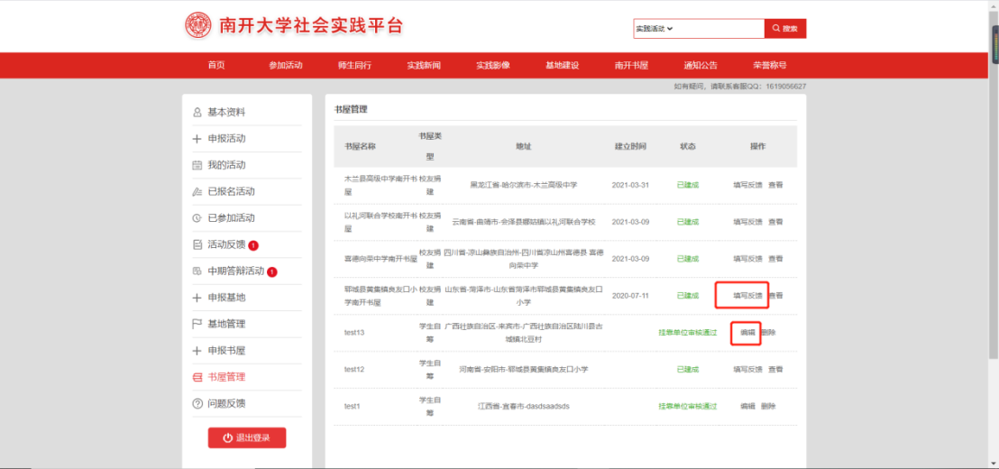 南开大学社会实践平台
实践活动
搜索
首页 参加活动 师生同行 实践新闻 实践影像 基地建设 南开书屋 通知公告 荣誉称号
如有疑问，请联系客服QQ：1619056627
基本资料
申报活动
我的活动
已报名活动
已参加活动
活动反馈 1
中期答辩活动 1
申报基地
基地管理
申报书屋
书屋管理
问题反馈
退出登录
书屋管理
书屋名称 书屋类型 地址 建立时间 状态 操作
木兰县高级中学南开书屋 校友捐建 黑龙江省-哈尔滨市-木兰高级中学 2021-03-31 已建成 填写反馈 查看
以礼河联合学校南开书屋 校友捐建 云南省-曲靖市-会泽县娜姑镇以礼河联合学校 2021-03-09 已建成 填写反馈 查看
喜德向荣中学南开书屋 校友捐建 四川省-凉山彝族自治州-四川省凉山州喜德县 喜德向荣中学 2021-03-09 已建成 填写反馈 查看
郓城县黄集镇良友口小学南开书屋 校友捐建 山东省-菏泽市-山东省菏泽市郓城县黄集镇良友口小学 2020-07-11 已建成 填写反馈 查看
test13 学生自筹 广西壮族自治区-来宾市-广西壮族自治区陆川县古城镇北豆村 挂靠单位审核通过 编辑 删除
test12 学生自筹 河南省-安阳市-郓城县黄集镇良友口小学 已建成 填写反馈 查看
test1 学生自筹 江西省-宜春市-dasdsaadsds 挂靠单位审核通过 编辑 删除